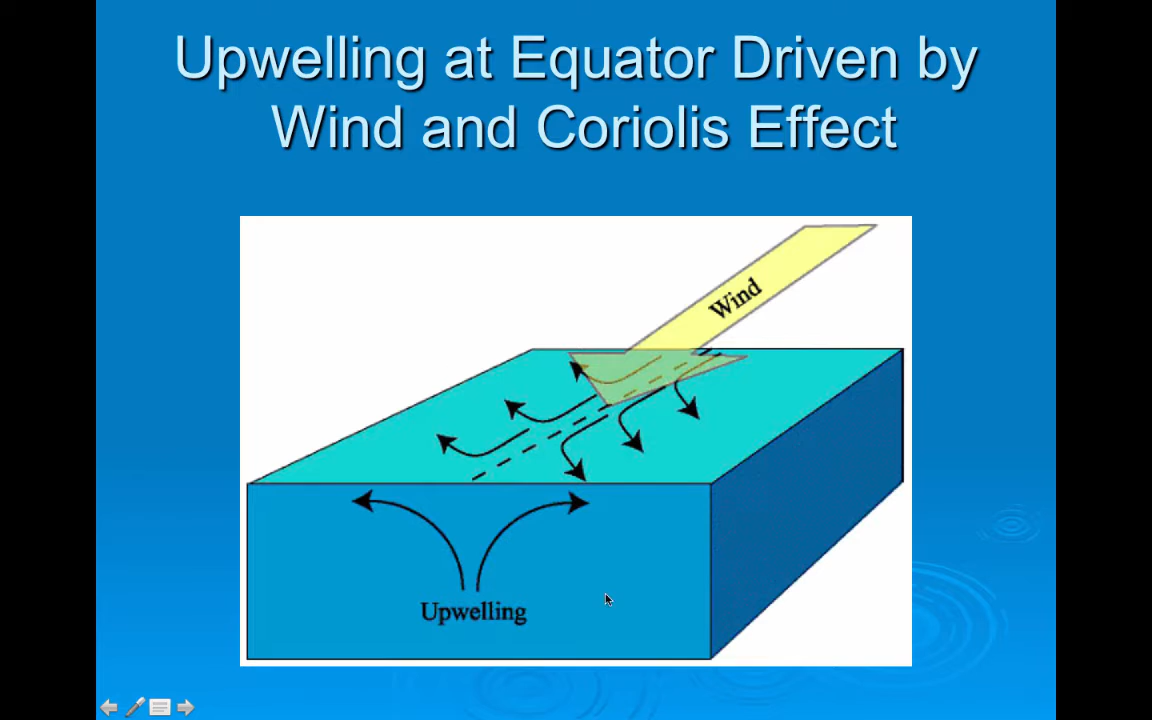 Upwelling at Equator Driven by
Wind and Coriolis Effect
Wind
Upwelling